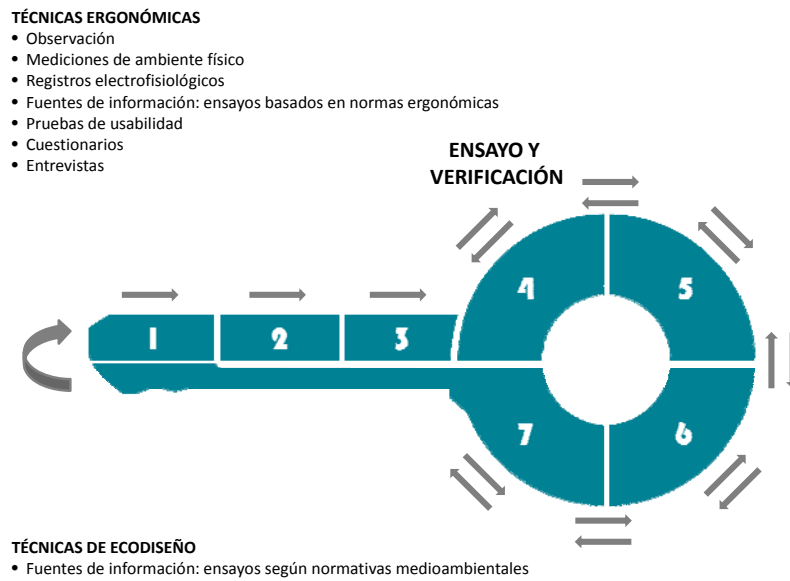 TÉCNICAS ERGONÓMICAS
• Observación
• Mediciones de ambiente físico
• Registros electrofisiológicos
• Fuentes de información: ensayos basados en normas ergonómicas
• Pruebas de usabilidad
• Cuestionarios
• Entrevistas
ENSAYO Y
VERIFICACIÓN
4
5
1
2
3
7
6
TÉCNICAS DE ECODISEÑO
• Fuentes de información: ensayos según normativas medioambientales